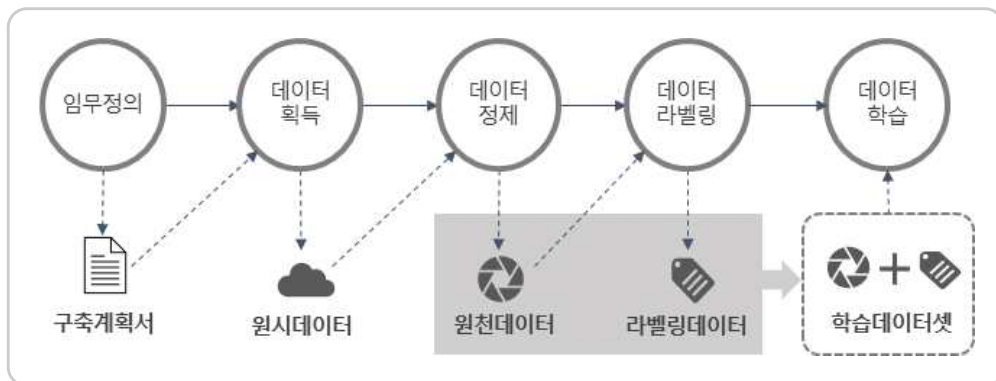 임무정의
데이터
획득
데이터
정제
데이터
라벨링
데이터
학습
구축계획서
원시데이터
원천데이터
라벨링데이터
학습데이터셋